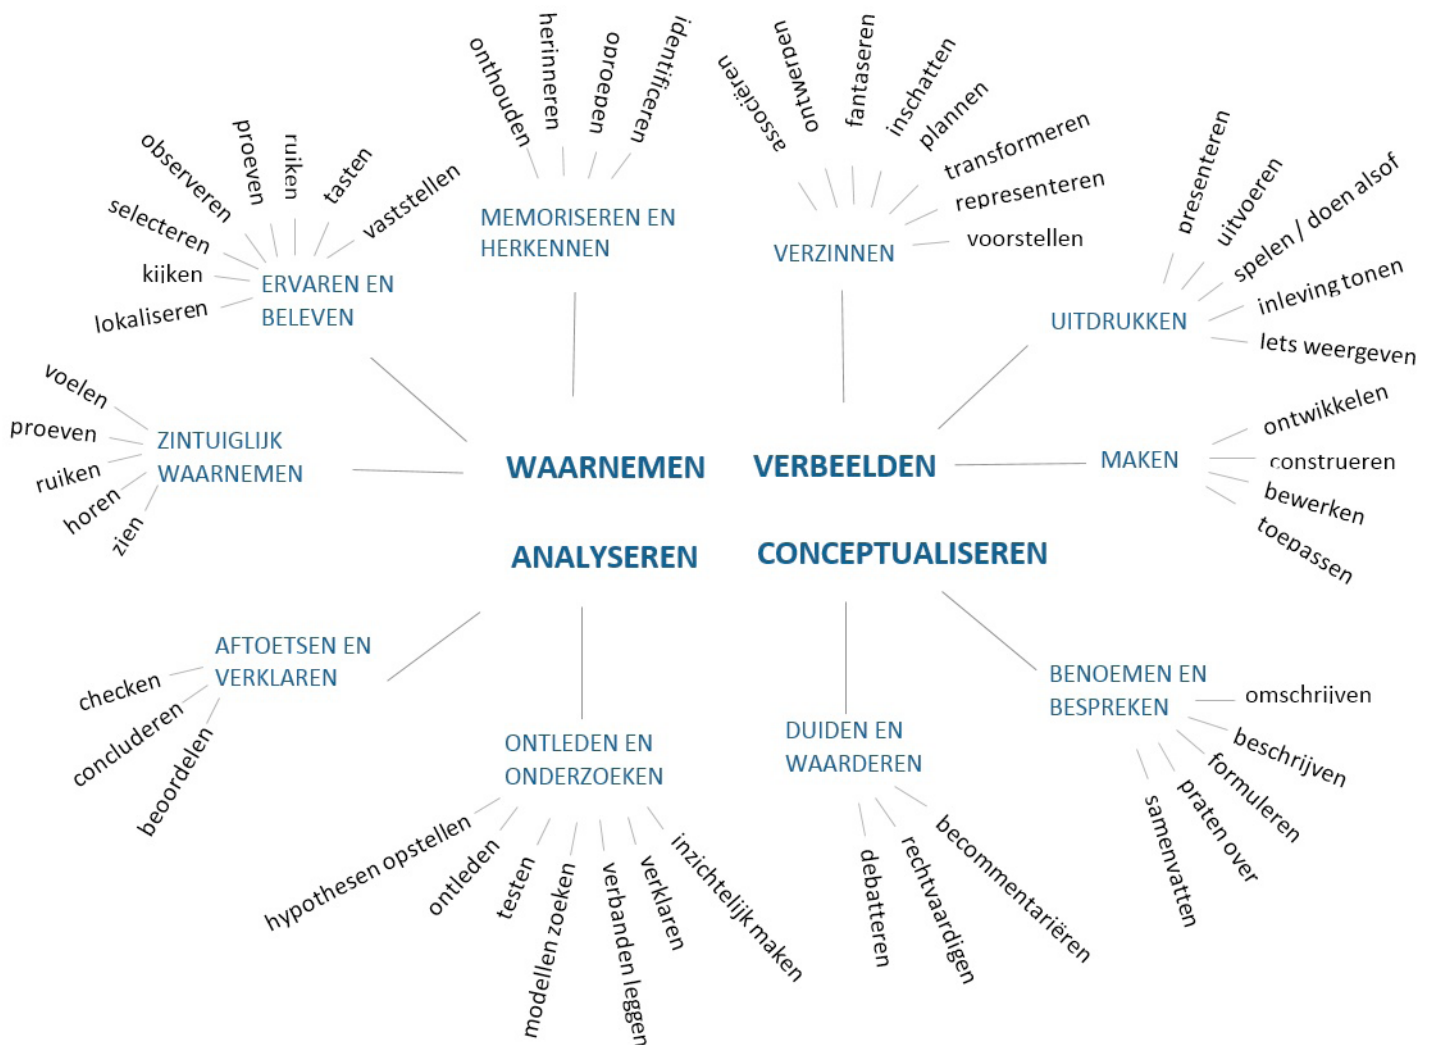 onthouden
herinneren
oproepen
identificeren
MEMORISEREN EN
HERKENNEN
associëren
ontwerpen
fantaseren
inschatten
plannen
transformeren
representeren
voorstellen
VERZINNEN
observeren
proeven
ruiken
tasten
vaststellen
selecteren
kijken
lokaliseren
ERVAREN EN
BELEVEN
presenteren
uitvoeren
spelen / doen alsof
inleving tonen
Iets weergeven
UITDRUKKEN
voelen
proeven
ruiken
horen
zien
ZINTUIGLIJK
WAARNEMEN
WAARNEMEN
VERBEELDEN
MAKEN
ontwikkelen
construeren
bewerken
toepassen
ANALYSEREN
CONCEPTUALISEREN
AFTOETSEN EN
VERKLAREN
checken
concluderen
beoordelen
ONTLEDEN EN
ONDERZOEKEN
hypothesen opstellen
ontleden
testen
modellen zoeken
verbanden leggen
verklaren
inzichtelijk maken
DUIDEN EN
WAARDEREN
debatteren
rechtvaardigen
becommentariëren
BENOEMEN EN
BESPREKEN
omschrijven
beschrijven
formuleren
praten over
samenvatten